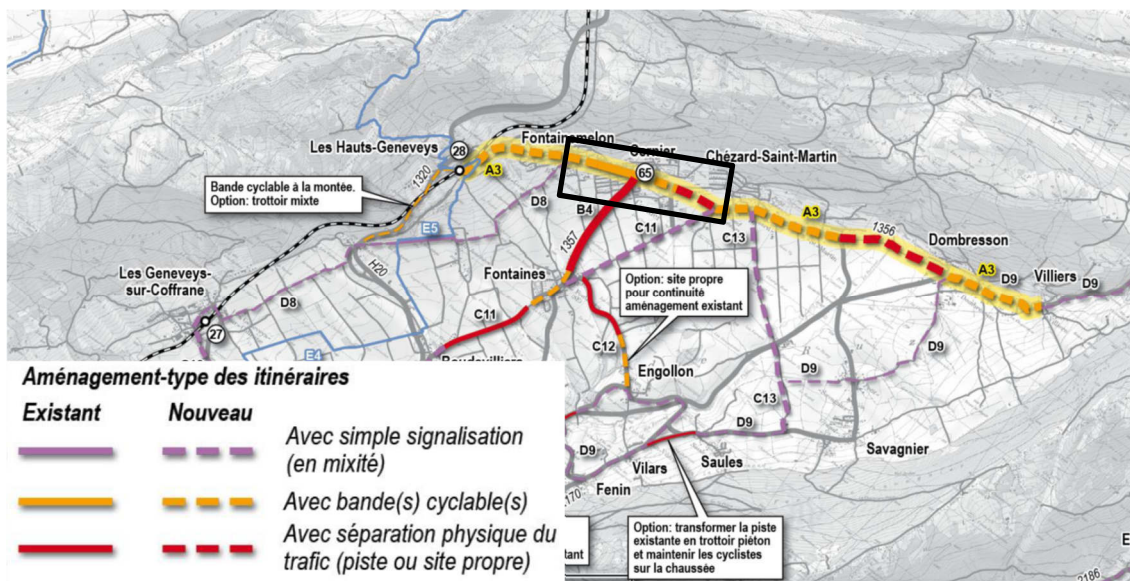 Les Hauts-Geneveys
28
Fontainemelon
Cernier
65
Chézard-Saint-Martin
A3
1320
Bande cyclable à la montée.
Option: trottoir mixte
D8
B4
C11
E5
1357
C13
A3
1356
Dombresson
A3
D9
Villiers
D9
H20
Les Geneveys-
sur-Coffrane
Fontaines
Option: site propre
pour continuité
aménagement existant
D8
27
C11
E4
C12
D9
Boudevilliers
Engollon
D9
C13
D9
Savagnier
D9
Vilars
Saules
Fenin
Option: transformer la piste
existante en trottoir piéton
et maintenir les cyclistes
sur la chaussée
tant
2186
Aménagement-type des itinéraires
Existant
Nouveau
Avec simple signalisation
(en mixité)
Avec bande(s) cyclable(s)
Avec séparation physique du
trafic (piste ou site propre)